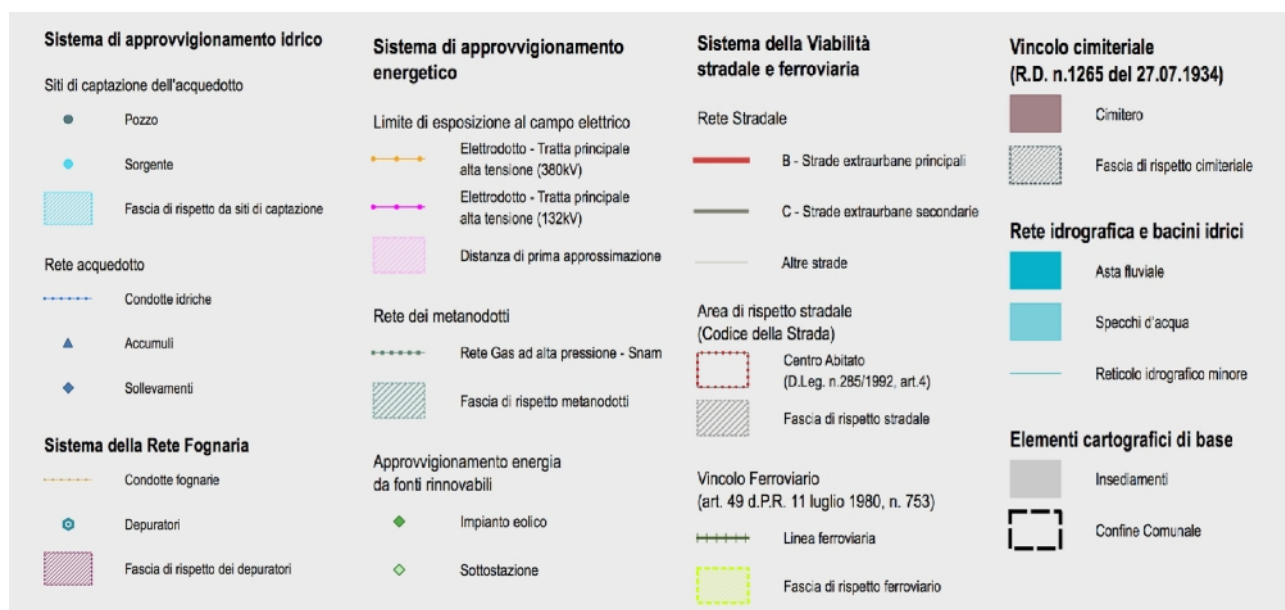 Sistema di approvvigionamento idrico
Siti di captazione dell'acquedotto
Pozzo
Sorgente
Fascia di rispetto da siti di captazione
Rete acquedotto
Condotte idriche
Accumuli
Sollevamenti
Sistema della Rete Fognaria
Condotte fognarie
Depuratori
Fascia di rispetto dei depuratori
Sistema di approvvigionamento
energetico
Limite di esposizione al campo elettrico
Elettrodotto - Tratta principale
alta tensione (380kV)
Elettrodotto - Tratta principale
alta tensione (132kV)
Distanza di prima approssimazione
Rete dei metanodotti
Rete Gas ad alta pressione - Snam
Fascia di rispetto metanodotti
Approvvigionamento energia
da fonti rinnovabili
Impianto eolico
Sottostazione
Sistema della Viabilità
stradale e ferroviaria
Rete Stradale
B - Strade extraurbane principali
C - Strade extraurbane secondarie
Altre strade
Area di rispetto stradale
(Codice della Strada)
Centro Abitato
(D.Leg. n.285/1992, art.4)
Fascia di rispetto stradale
Vincolo Ferroviario
(art. 49 d.P.R. 11 luglio 1980, n. 753)
Linea ferroviaria
Fascia di rispetto ferroviario
Vincolo cimiteriale
(R.D. n.1265 del 27.07.1934)
Cimitero
Fascia di rispetto cimiteriale
Rete idrografica e bacini idrici
Asta fluviale
Specchi d'acqua
Reticolo idrografico minore
Elementi cartografici di base
Insediamenti
Confine Comunale